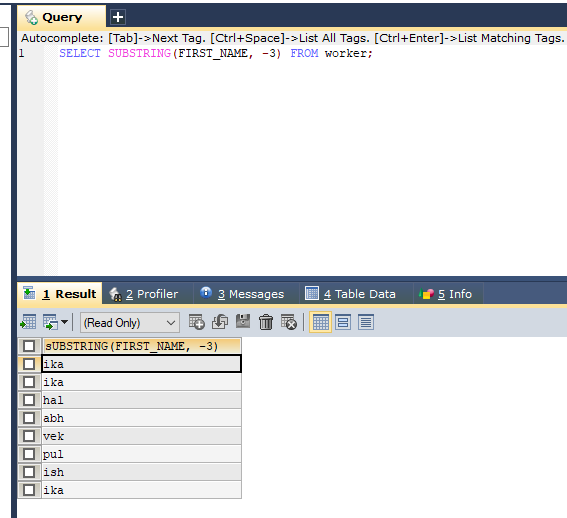 Query
Autocomplete: [Tab]->Next Tag. [Ctrl+Space]->List All Tags. [Ctrl+Enter]->List Matching Tags.
1 SELECT SUBSTRING(FIRST_NAME, -3) FROM worker;
1 Result 2 Profiler 3 Messages 4 Table Data 5 Info
(Read Only)
sUBSTRING(FIRST_NAME, -3)
ika
ika
hal
abh
vek
pul
ish
ika